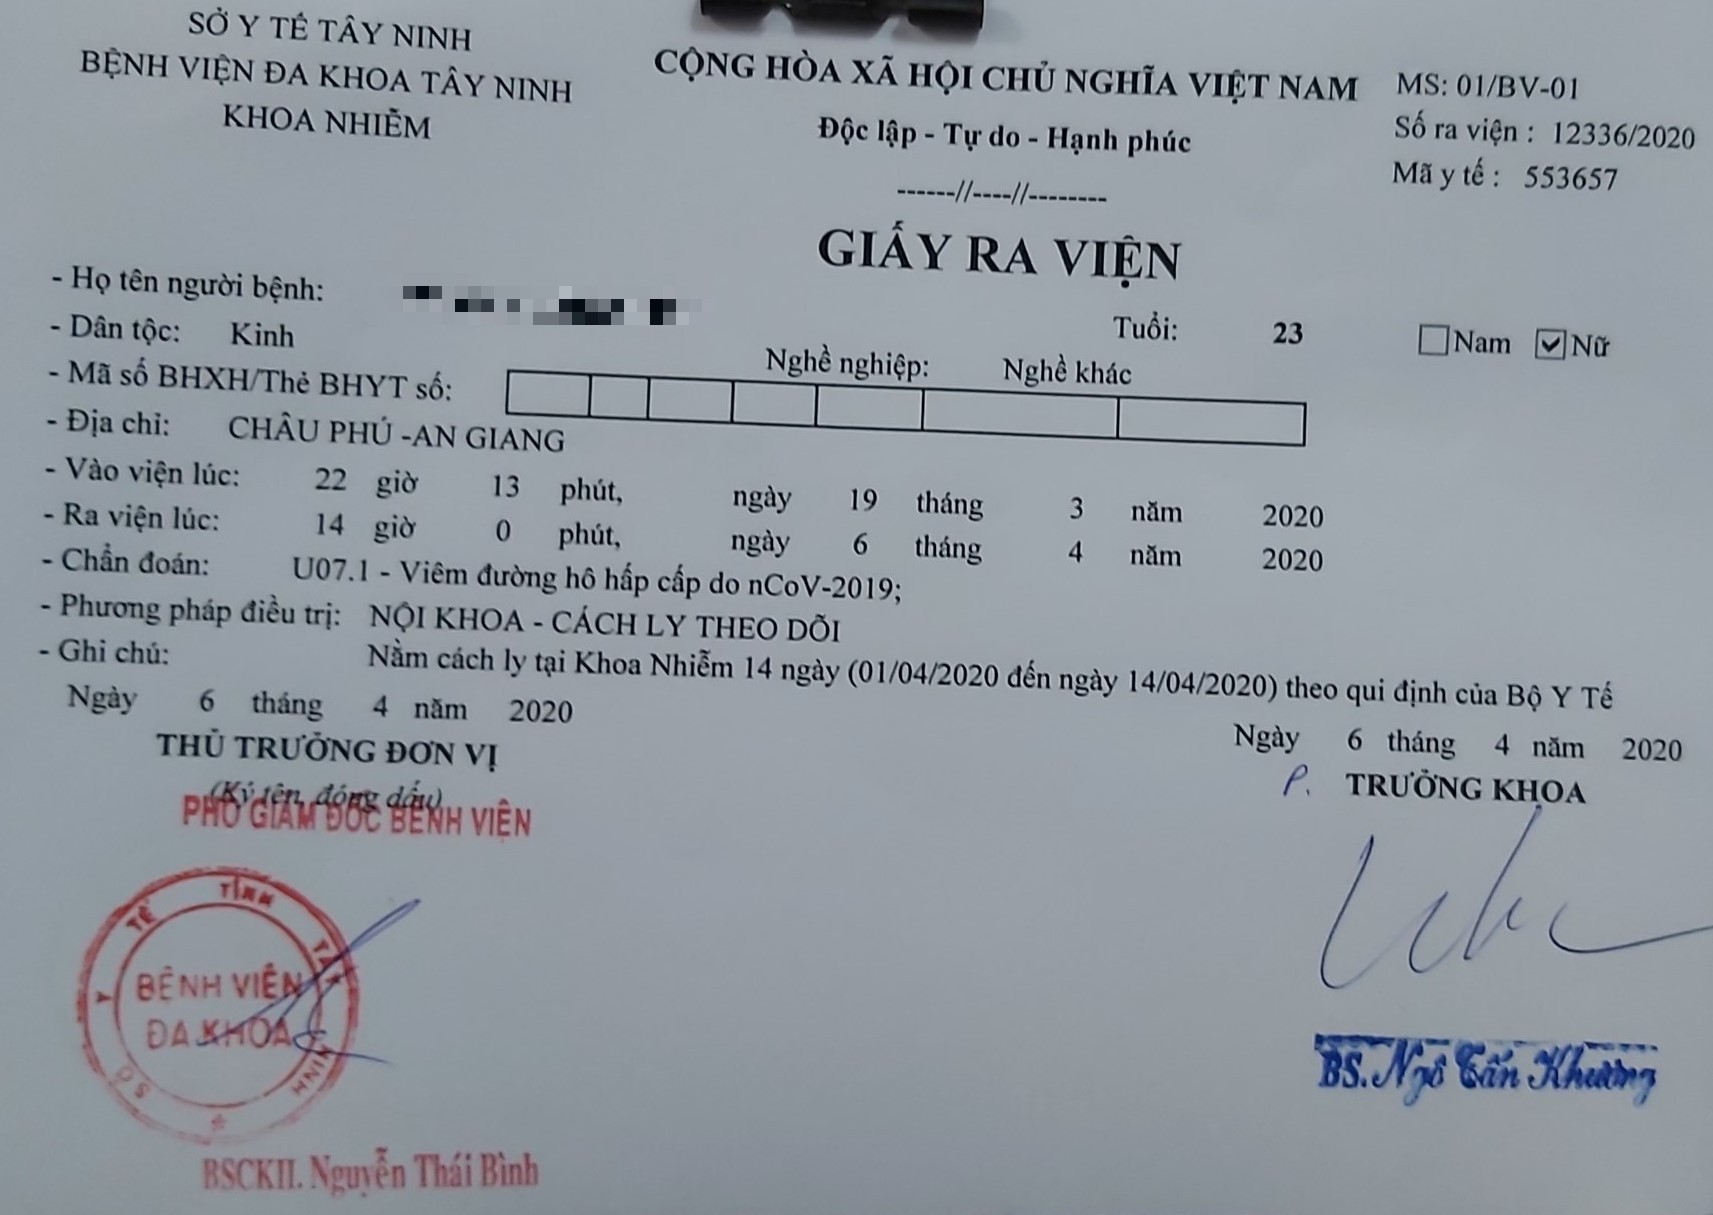 SỞ Y TẾ TÂY NINH
BỆNH VIỆN ĐA KHOA TÂY NINH
KHOA NHIỄM
CỘNG HÒA XÃ HỘI CHỦ NGHĨA VIỆT NAM
Độc lập - Tự do - Hạnh phúc
------//----//--------
MS: 01/BV-01
Số ra viện : 12336/2020
Mã y tế : 553657
GIẤY RA VIỆN
- Họ tên người bệnh:
Tuổi: 23 Nam Nữ
- Dân tộc: Kinh Nghề nghiệp: Nghề khác
- Mã số BHXH/Thẻ BHYT số:
- Địa chỉ: CHÂU PHÚ -AN GIANG
- Vào viện lúc: 22 giờ 13 phút, ngày 19 tháng 3 năm 2020
- Ra viện lúc: 14 giờ 0 phút, ngày 6 tháng 4 năm 2020
- Chẩn đoán: U07.1 - Viêm đường hô hấp cấp do nCoV-2019;
- Phương pháp điều trị: NỘI KHOA - CÁCH LY THEO DÕI
- Ghi chú: Nằm cách ly tại Khoa Nhiễm 14 ngày (01/04/2020 đến ngày 14/04/2020) theo qui định của Bộ Y Tế
Ngày 6 tháng 4 năm 2020
THỦ TRƯỞNG ĐƠN VỊ
(Ký tên, đóng dấu)
PHÓ GIÁM ĐỐC BỆNH VIỆN
SỞ Y TẾ TỈNH TÂY NINH
BỆNH VIỆN
ĐA KHOA
BSCKII. Nguyễn Thái Bình
Ngày 6 tháng 4 năm 2020
P. TRƯỞNG KHOA
BS. Ngô Tấn Khương